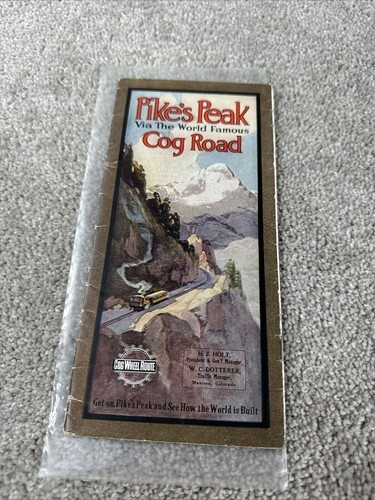 Pike's Peak
Via The World Famous
Cog Road
COG WHEEL ROUTE
H. J. HOLT,
President & Gen'l Manager
W. C. DOTTERER,
Traffic Manager,
Manitou, Colorado
Get on Pike's Peak and See How the World is Built